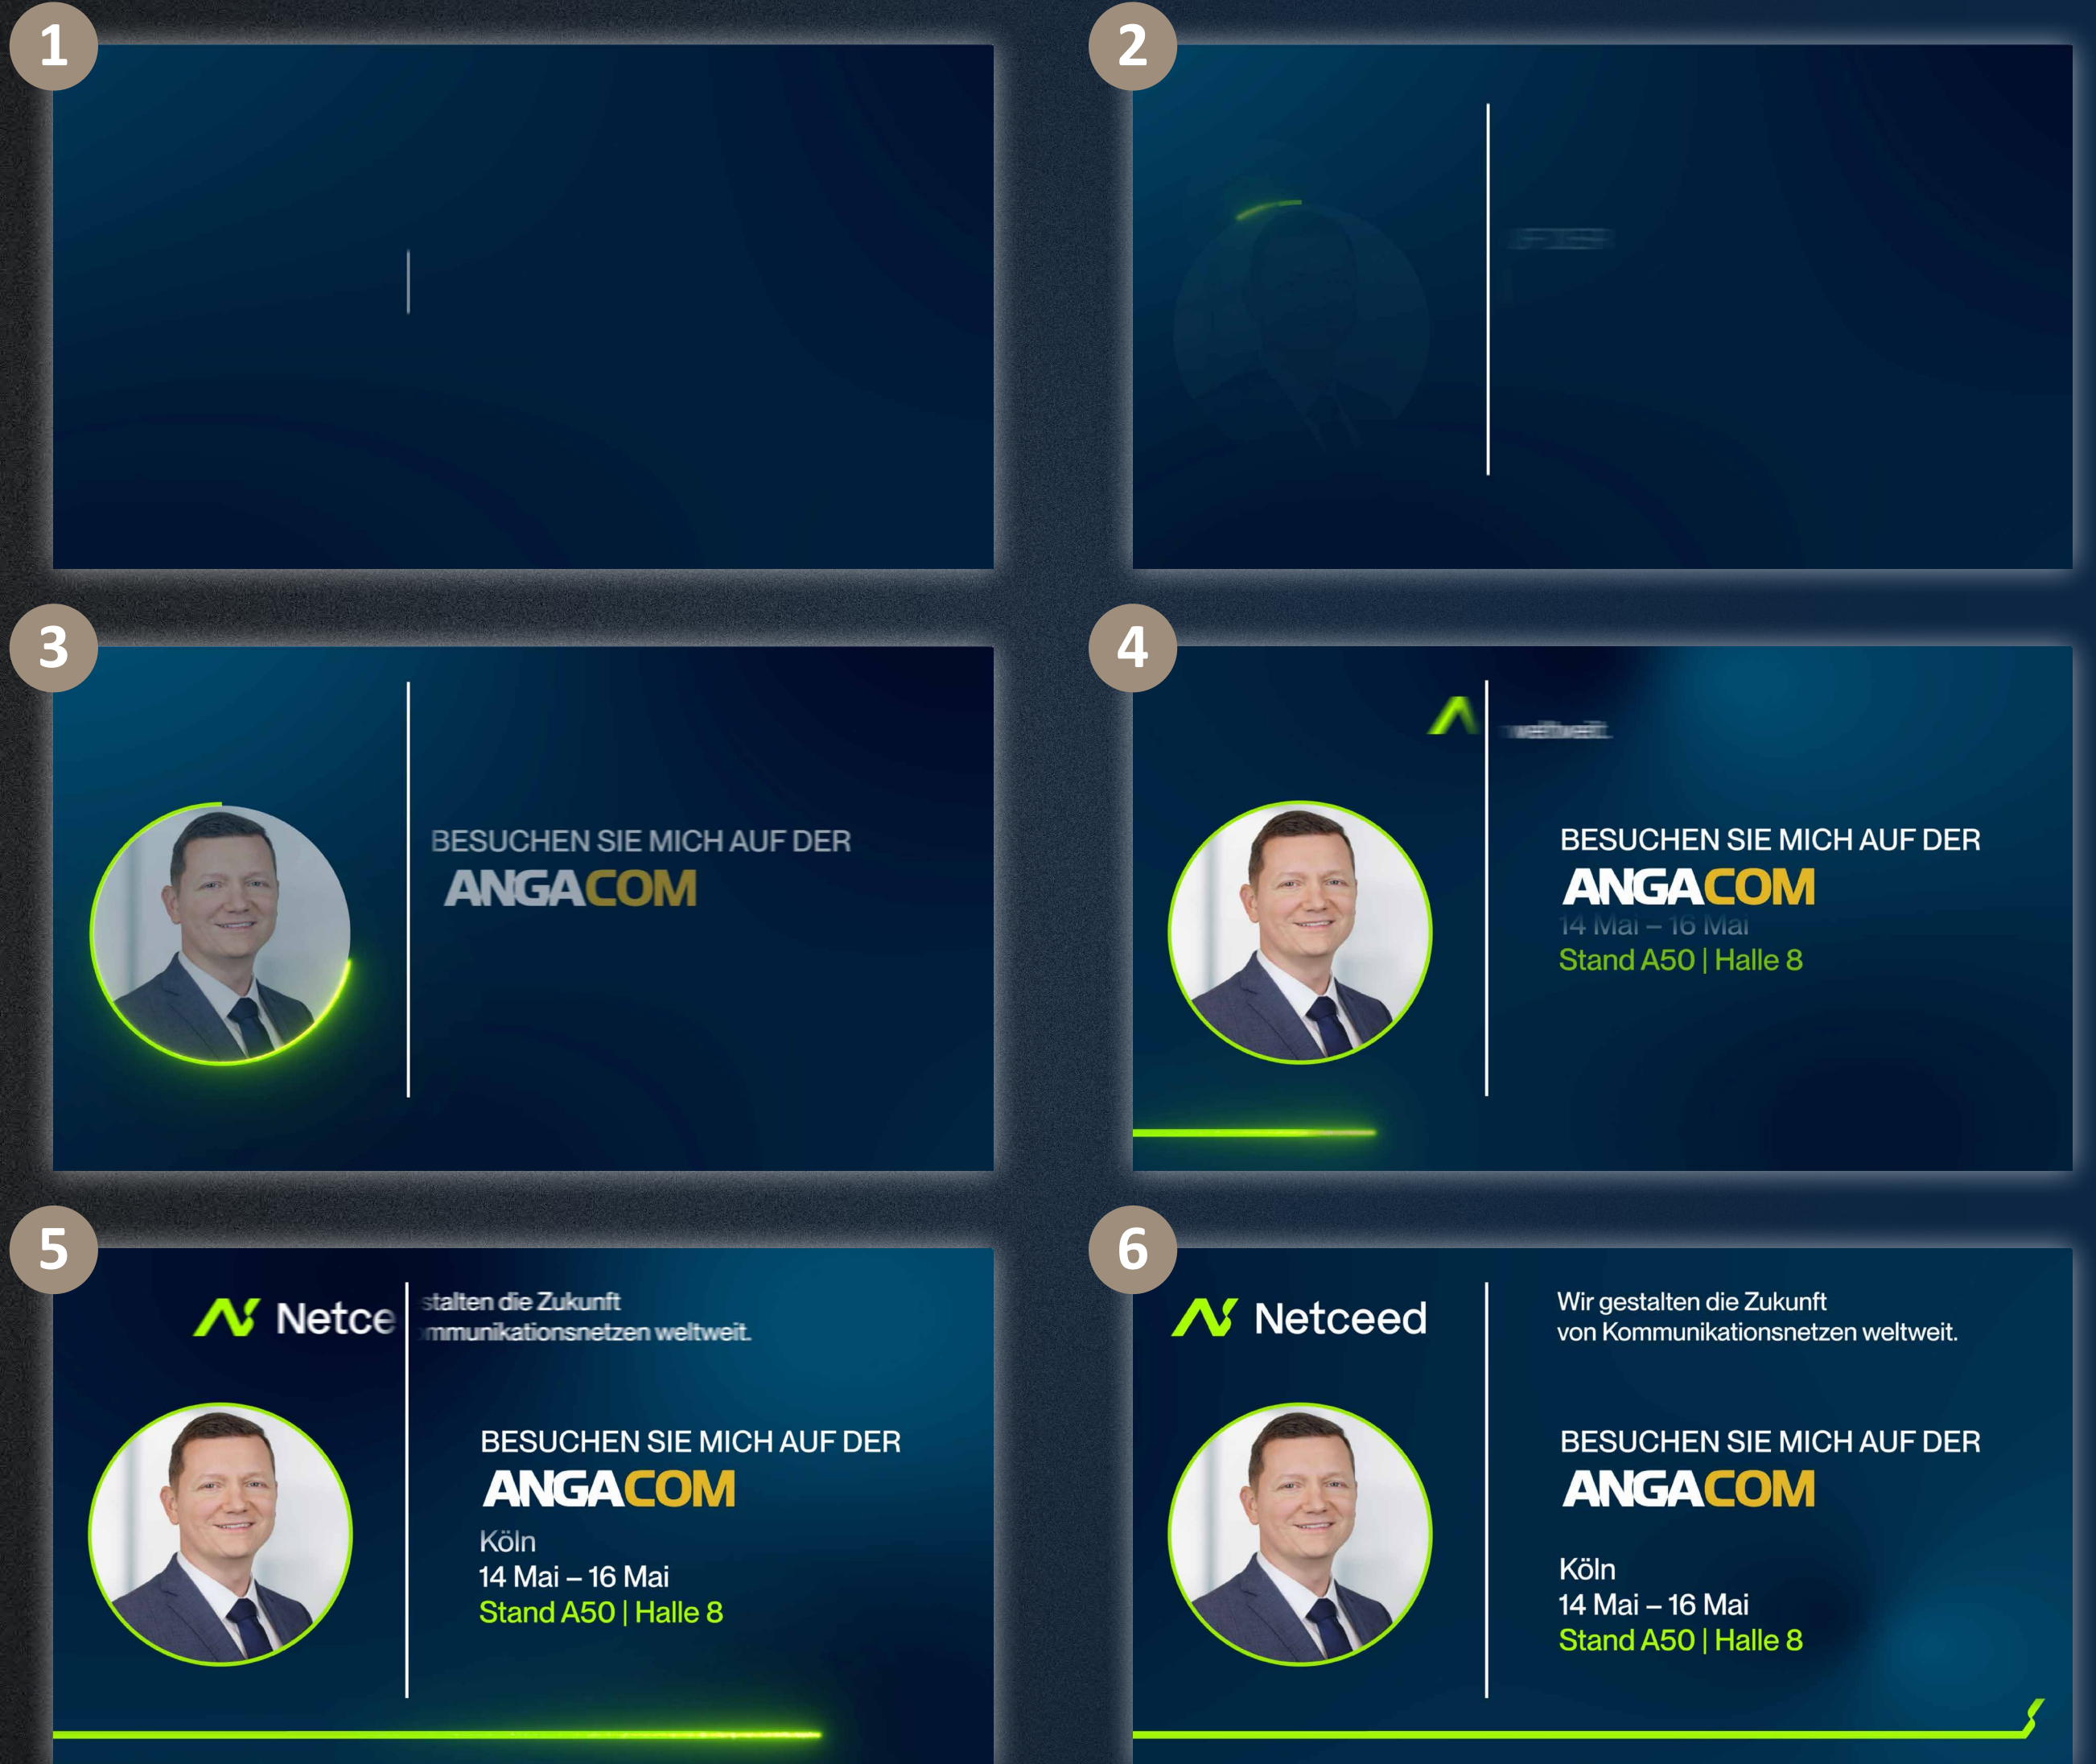 1
2
3
BESUCHEN SIE MICH AUF DER
ANGACOM
4
weltweit.
BESUCHEN SIE MICH AUF DER
ANGACOM
14 Mai – 16 Mai
Stand A50 | Halle 8
5
Netce
stalten die Zukunft
mmunikationsnetzen weltweit.
BESUCHEN SIE MICH AUF DER
ANGACOM
Köln
14 Mai – 16 Mai
Stand A50 | Halle 8
6
Netceed
Wir gestalten die Zukunft
von Kommunikationsnetzen weltweit.
BESUCHEN SIE MICH AUF DER
ANGACOM
Köln
14 Mai – 16 Mai
Stand A50 | Halle 8